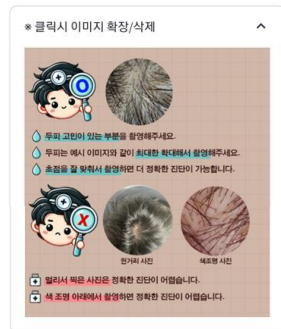 ※ 클릭시 이미지 확장/삭제
O
두피 고민이 있는 부분을 촬영해주세요.
두피는 예시 이미지와 같이 최대한 확대해서 촬영해주세요.
초점을 잘 맞춰서 촬영하면 더 정확한 진단이 가능합니다.
X
먼거리 사진
색조명 사진
멀리서 찍은 사진은 정확한 진단이 어렵습니다.
색 조명 아래에서 촬영하면 정확한 진단이 어렵습니다.